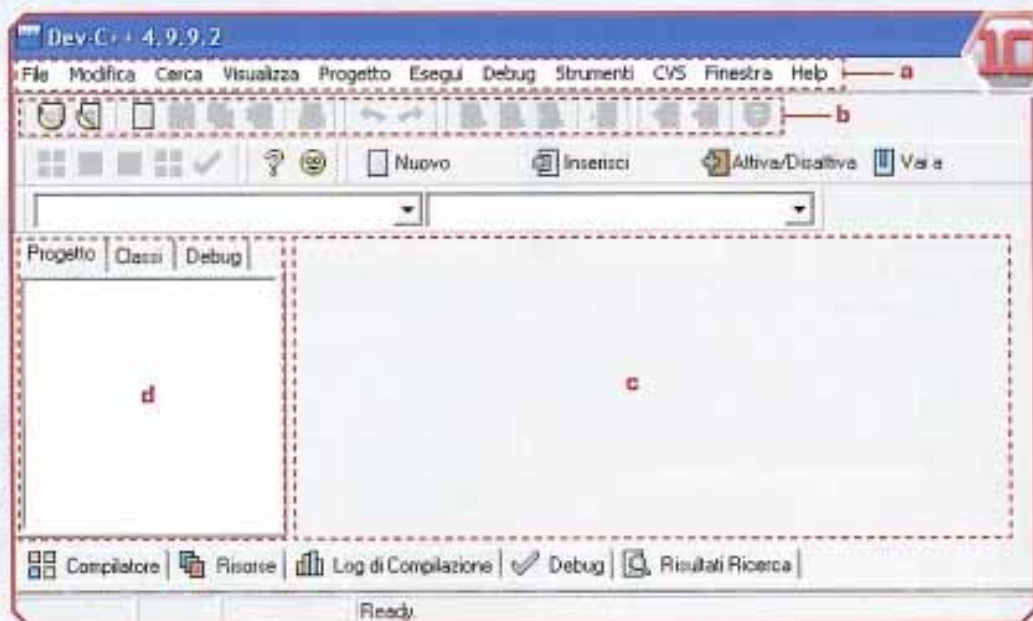 Dev-C++ 4.9.9.2
10
File Modifica Cerca Visualizza Progetto Esegui Debug Strumenti CVS Finestra Help
a
b
Nuovo Inserisci Attiva/Disattiva Vai a
Progetto Classi Debug
d
c
Compilatore Risorse Log di Compilazione Debug Risultati Ricerca
Ready.